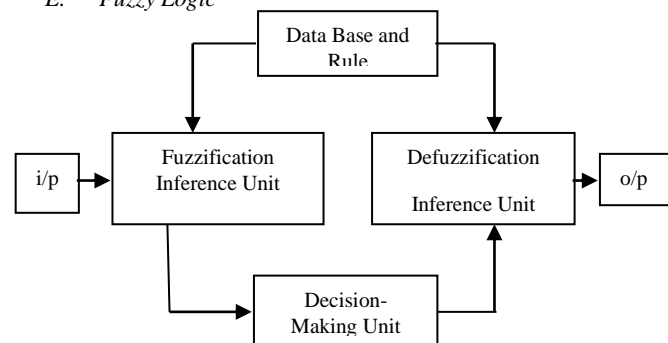 E. Fuzzy Logic
Data Base and
Rule
Fuzzification
Inference Unit
Defuzzification
Inference Unit
i/p
o/p
Decision-
Making Unit